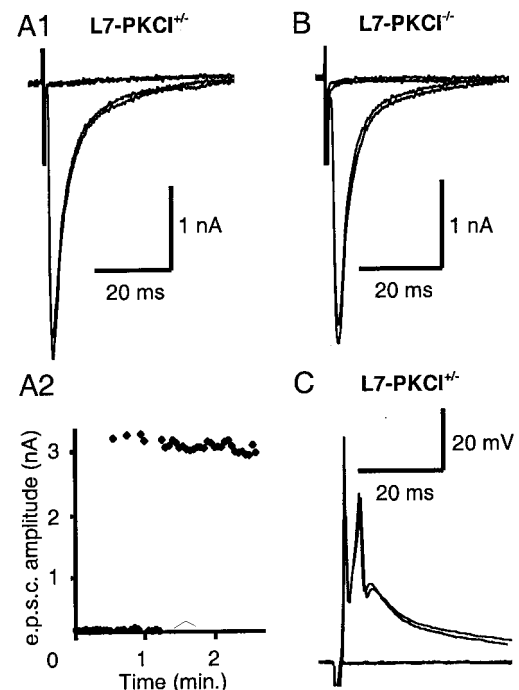 A1 L7-PKCI+/-
1 nA
20 ms
B L7-PKCI-/-
1 nA
20 ms
A2
e.p.s.c. amplitude (nA)
3
2
1
0 1 2
Time (min.)
C L7-PKCI+/-
20 mV
20 ms